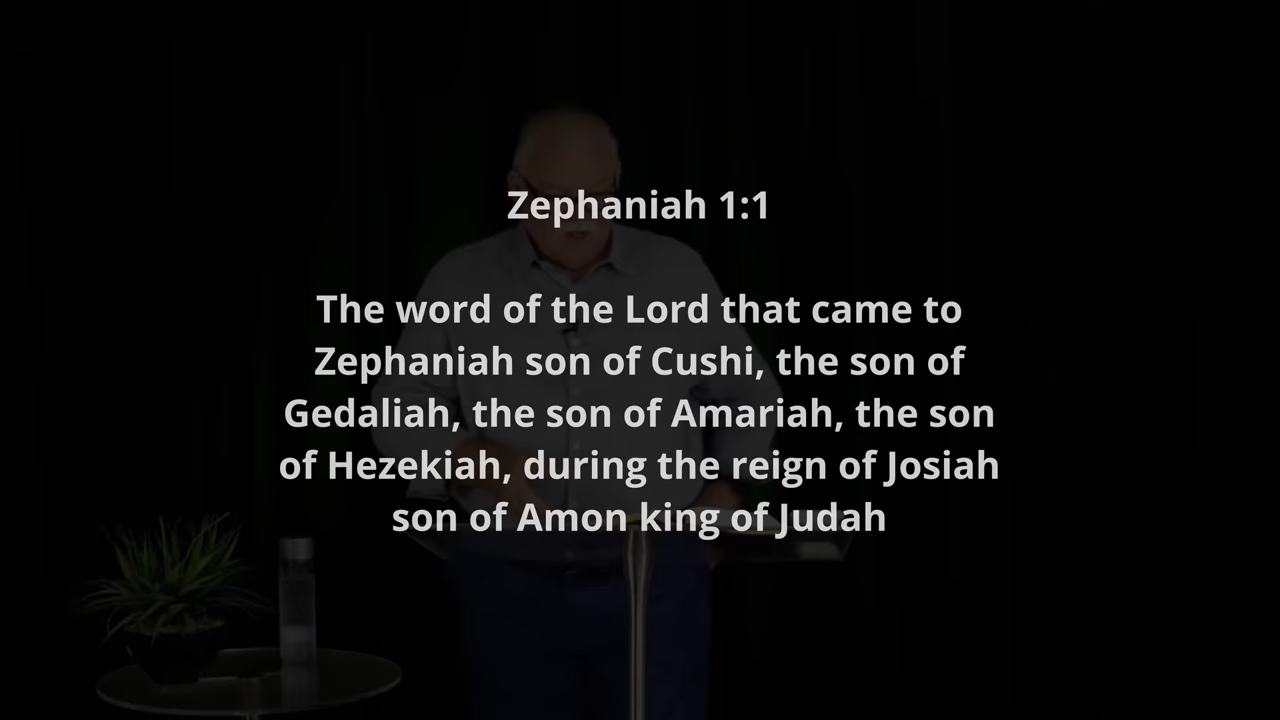 Zephaniah 1:1
The word of the Lord that came to
Zephaniah son of Cushi, the son of
Gedaliah, the son of Amariah, the son
of Hezekiah, during the reign of Josiah
son of Amon king of Judah